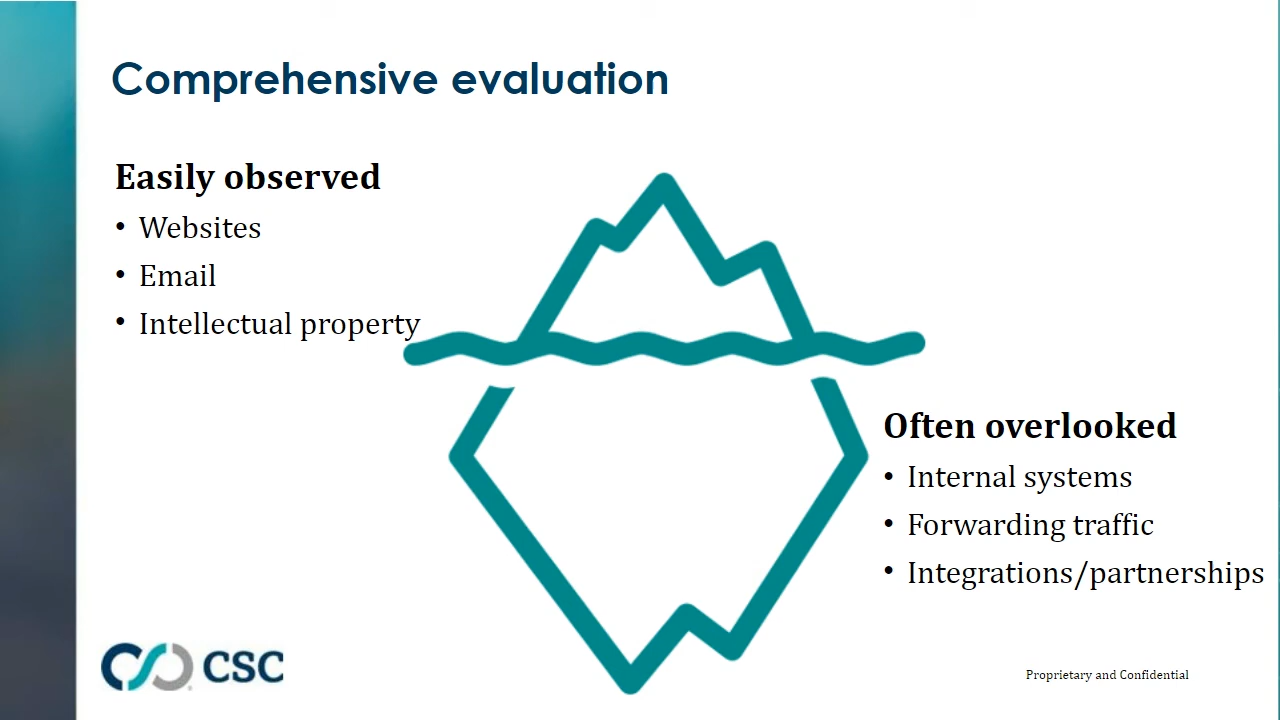 Comprehensive evaluation
Easily observed
• Websites
• Email
• Intellectual property
Often overlooked
• Internal systems
• Forwarding traffic
• Integrations/partnerships
CSC
Proprietary and Confidential